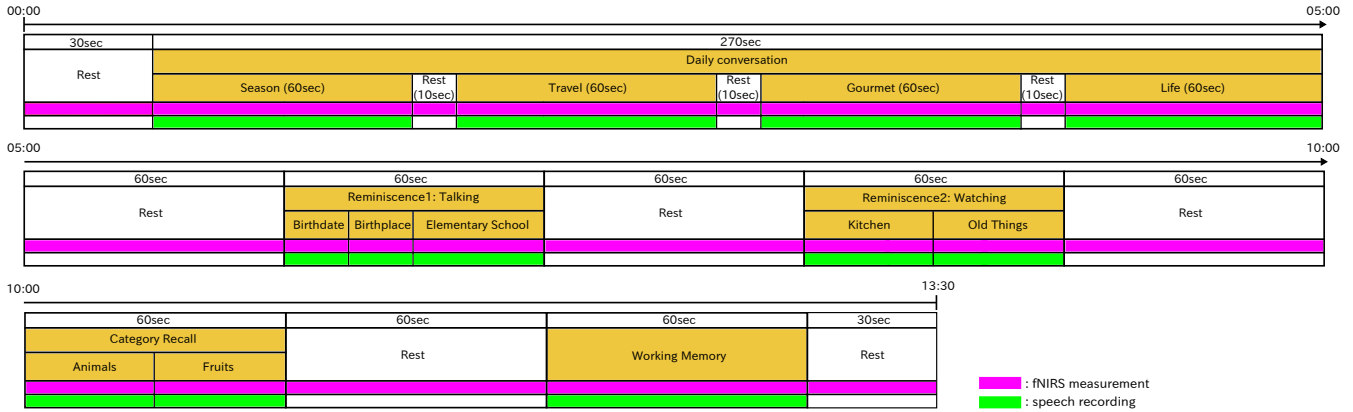 00:00 05:00
30sec 270sec
Rest Daily conversation
Season (60sec) Rest (10sec) Travel (60sec) Rest (10sec) Gourmet (60sec) Rest (10sec) Life (60sec)
05:00 10:00
60sec 60sec 60sec 60sec 60sec
Rest Reminiscence1: Talking Rest Reminiscence2: Watching Rest
Birthdate Birthplace Elementary School Kitchen Old Things
10:00 13:30
60sec 60sec 60sec 30sec
Category Recall Rest Working Memory Rest
Animals Fruits
: fNIRS measurement
: speech recording